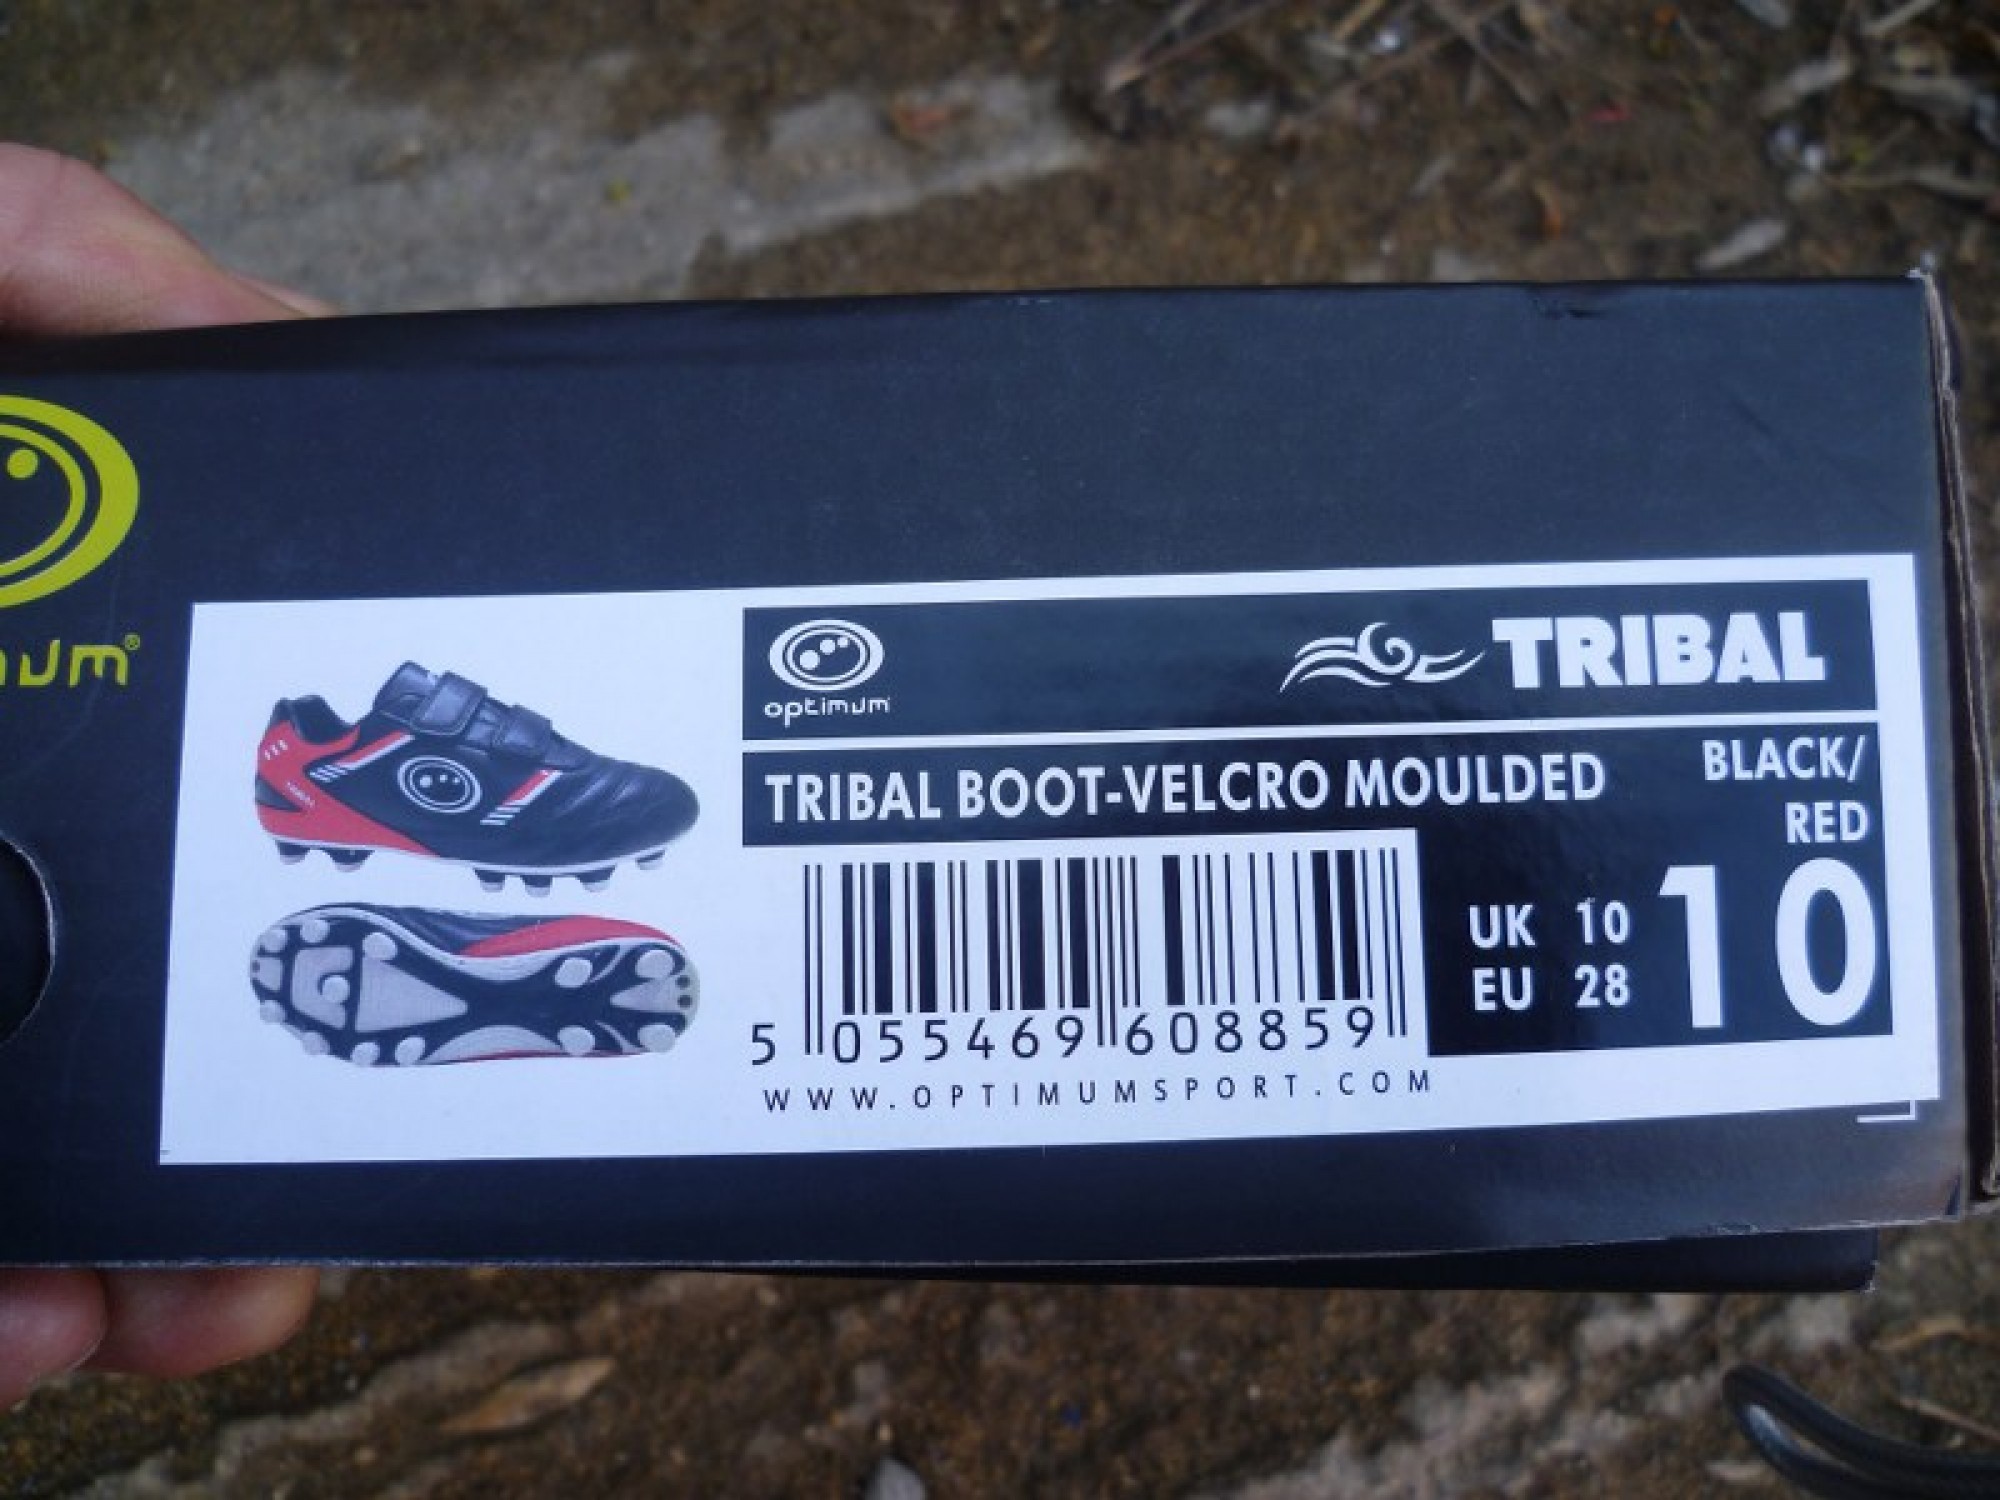 optimum
TRIBAL
TRIBAL BOOT-VELCRO MOULDED
BLACK/
RED
UK 10
EU 28
10
5 055469 608859
WWW.OPTIMUMSPORT.COM